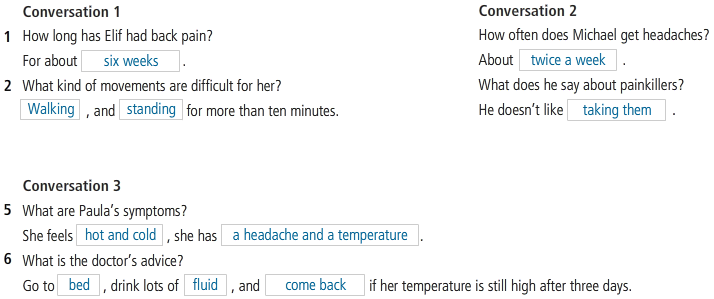 Conversation 1
1 How long has Elif had back pain?
For about six weeks .
2 What kind of movements are difficult for her?
Walking , and standing for more than ten minutes.
Conversation 2
How often does Michael get headaches?
About twice a week .
What does he say about painkillers?
He doesn't like taking them .
Conversation 3
5 What are Paula's symptoms?
She feels hot and cold , she has a headache and a temperature .
6 What is the doctor's advice?
Go to bed , drink lots of fluid , and come back if her temperature is still high after three days.